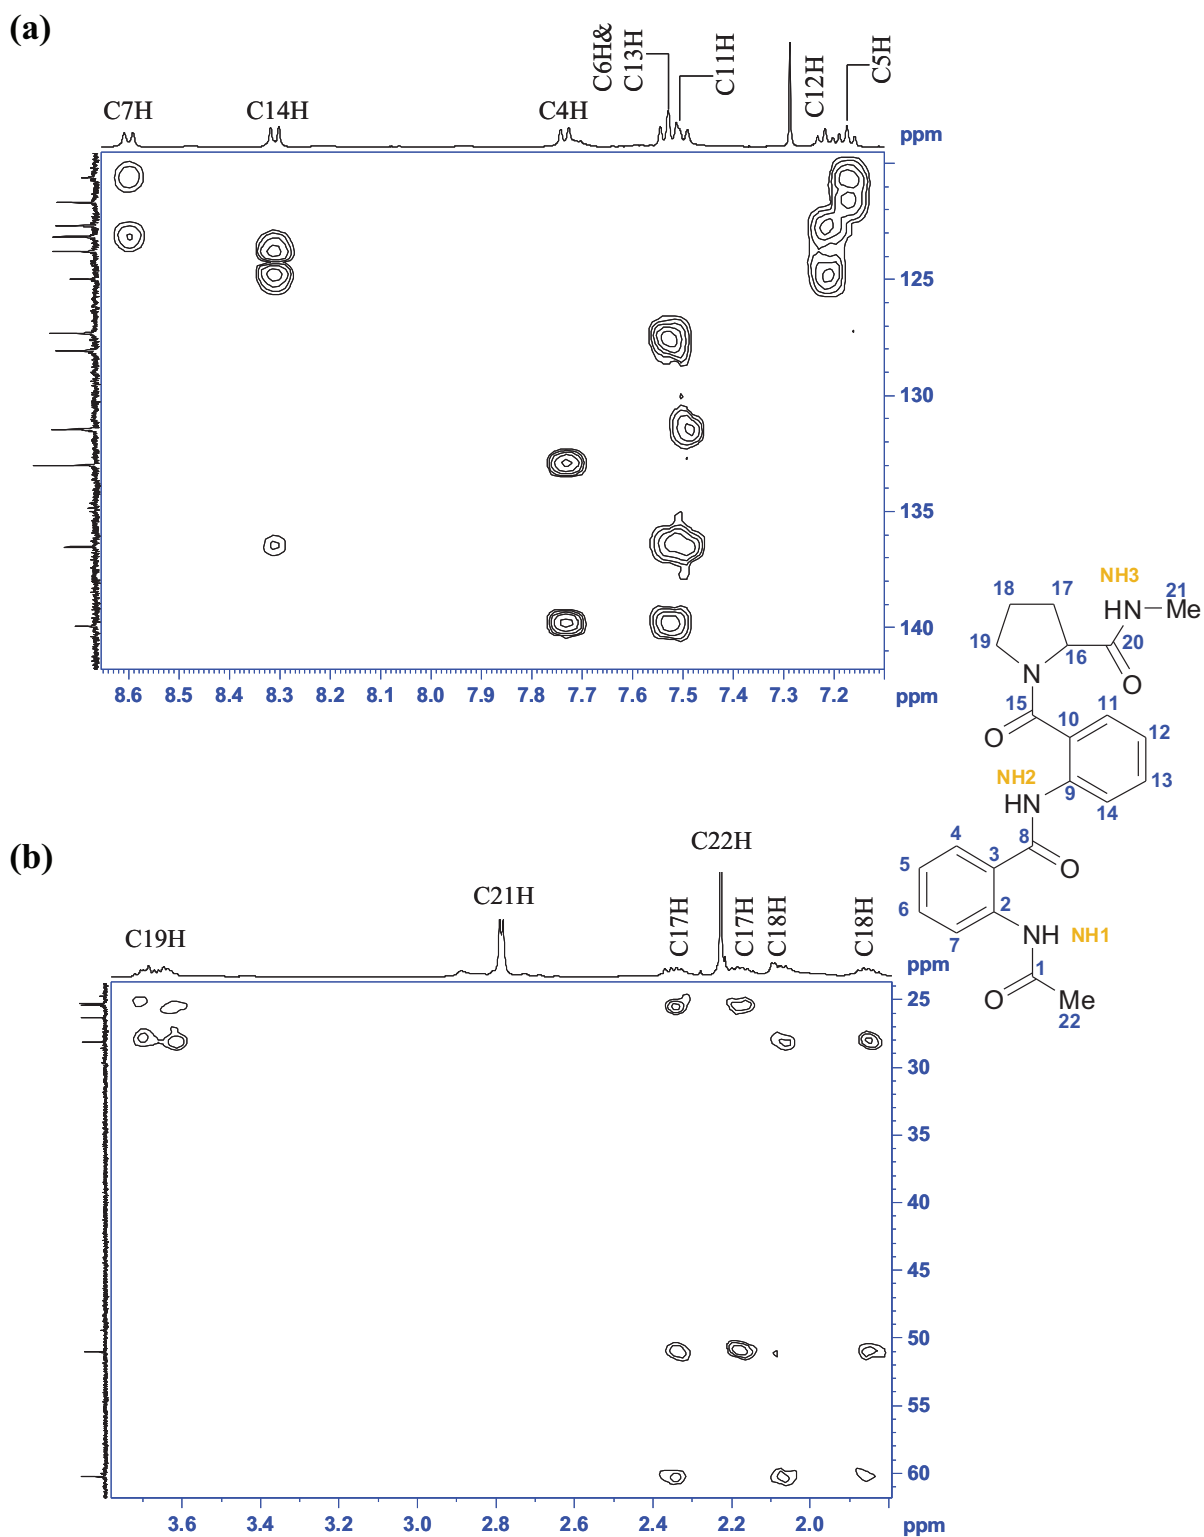 (a)
C7H
C14H
C4H
C6H&
C13H
C11H
C12H
C5H
ppm
125
130
135
140
8.6 8.5 8.4 8.3 8.2 8.1 8.0 7.9 7.8 7.7 7.6 7.5 7.4 7.3 7.2 ppm
NH3
18 17 21
HN Me
19 16 20
N O
15 10 11
O 12
NH2 13
HN 9 14
4 8
5 3 O
6 2
7 NH NH1
1
O Me
22
(b)
C19H
C21H
C17H
C22H
C17H
C18H
C18H
ppm
25
30
35
40
45
50
55
60
3.6 3.4 3.2 3.0 2.8 2.6 2.4 2.2 2.0 ppm